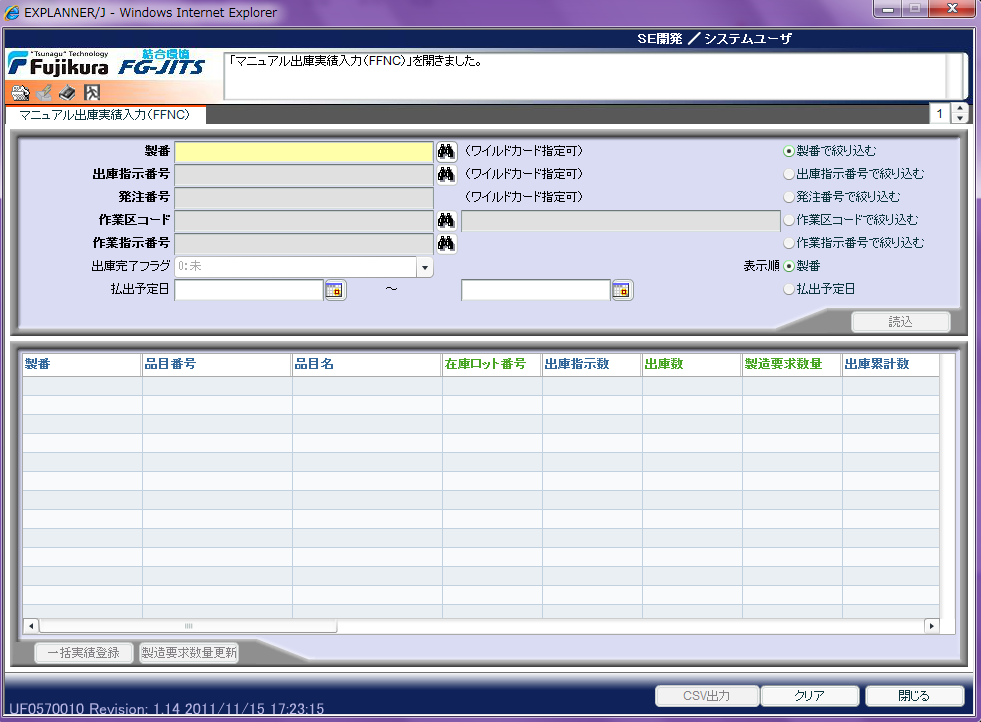 EXPLANNER/J - Windows Internet Explorer
SE開発 ／システムユーザ
"Tsunagu" Technology
Fujikura
結合環境
FG-JITS
「マニュアル出庫実績入力(FFNC)」を開きました。
マニュアル出庫実績入力(FFNC)
1
製番 (ワイルドカード指定可) 製番で絞り込む
出庫指示番号 (ワイルドカード指定可) 出庫指示番号で絞り込む
発注番号 (ワイルドカード指定可) 発注番号で絞り込む
作業区コード 作業区コードで絞り込む
作業指示番号 作業指示番号で絞り込む
出庫完了フラグ 0:未 表示順 製番
払出予定日 ～ 払出予定日
読込
製番 品目番号 品目名 在庫ロット番号 出庫指示数 出庫数 製造要求数量 出庫累計数
一括実績登録 製造要求数量更新
CSV出力 クリア 閉じる
UF0570010 Revision: 1.14 2011/11/15 17:23:15